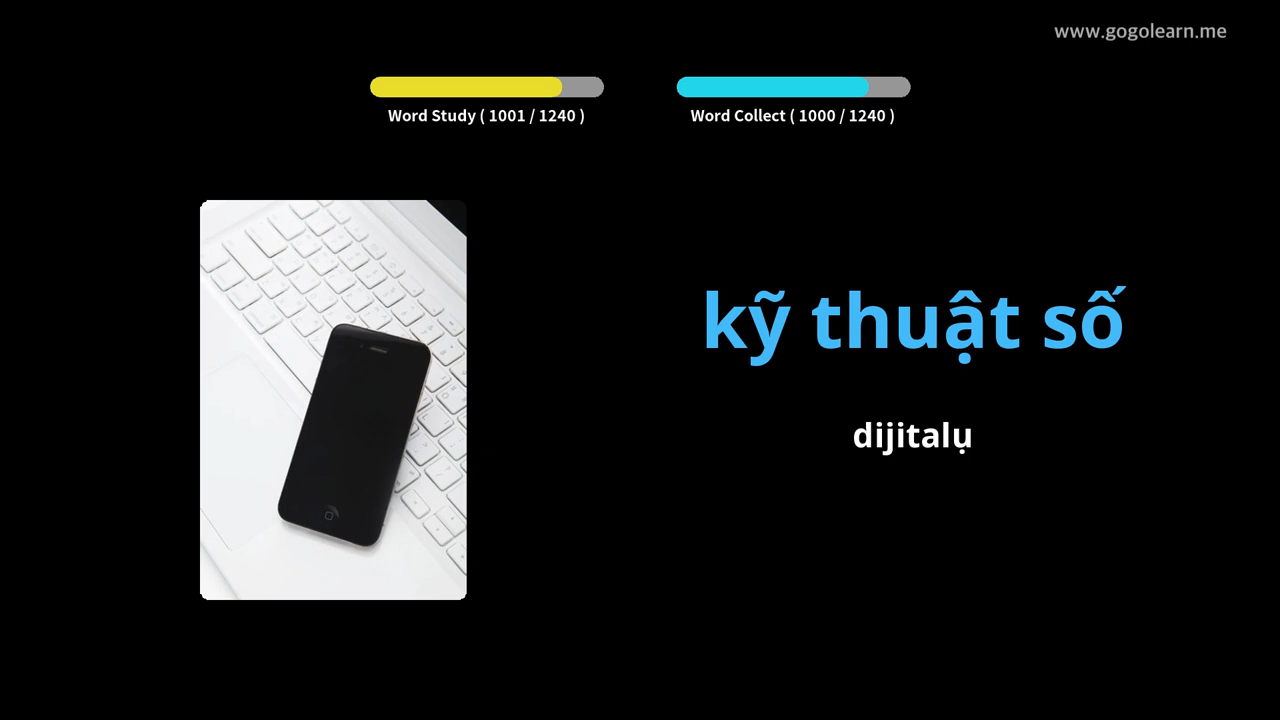 www.gogolearn.me
Word Study ( 1001 / 1240 )
Word Collect ( 1000 / 1240 )
kỹ thuật số
dijitalụ